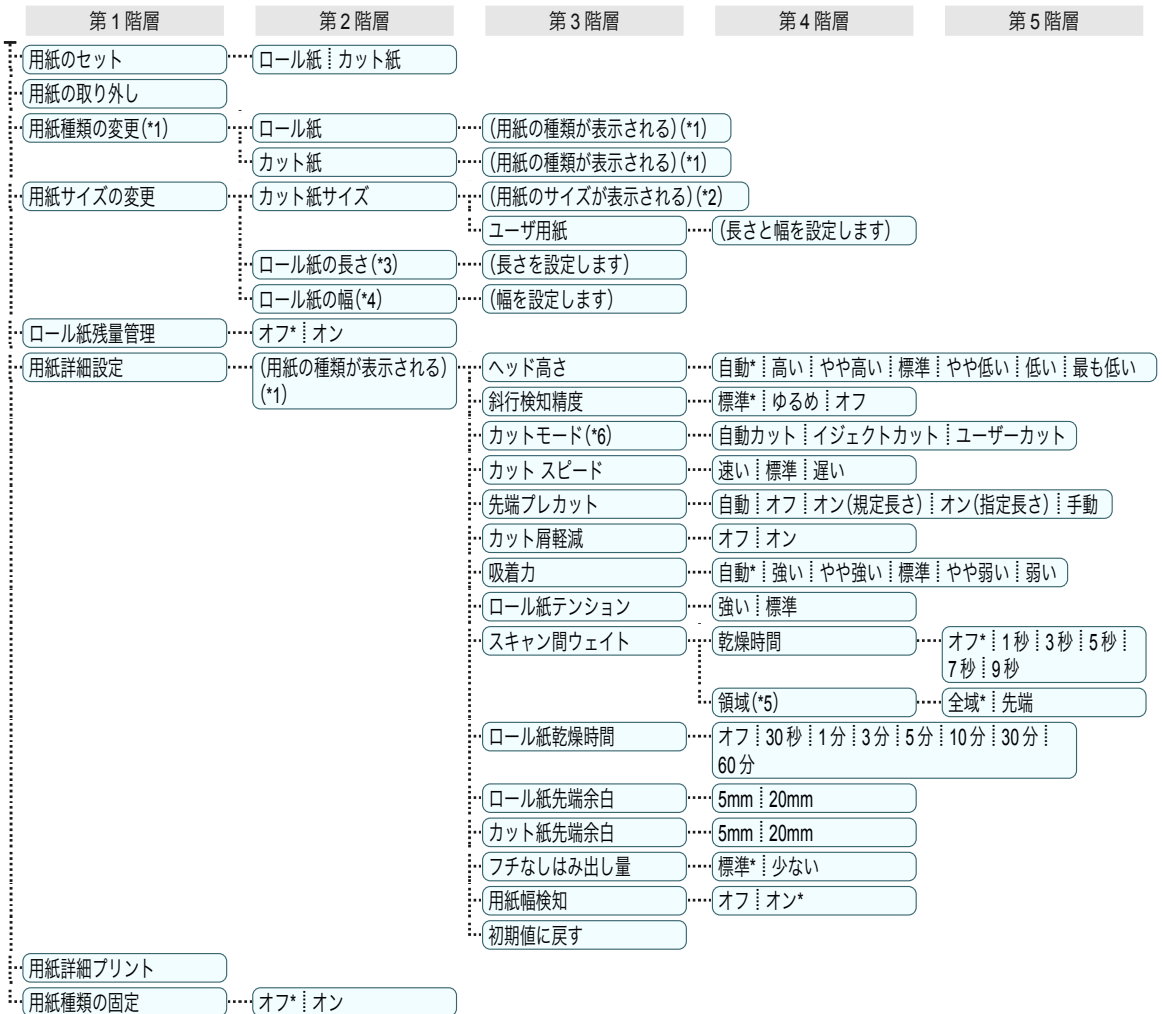 第1階層 第2階層 第3階層 第4階層 第5階層
用紙のセット ロール紙┊カット紙
用紙の取り外し
用紙種類の変更(*1) ロール紙 (用紙の種類が表示される)(*1)
カット紙 (用紙の種類が表示される)(*1)
用紙サイズの変更 カット紙サイズ (用紙のサイズが表示される)(*2)
ユーザ用紙 (長さと幅を設定します)
ロール紙の長さ(*3) (長さを設定します)
ロール紙の幅(*4) (幅を設定します)
ロール紙残量管理 オフ*┊オン
用紙詳細設定 (用紙の種類が表示される) ヘッド高さ 自動*┊高い┊やや高い┊標準┊やや低い┊低い┊最も低い
(*1)
斜行検知精度 標準*┊ゆるめ┊オフ
カットモード(*6) 自動カット┊イジェクトカット┊ユーザーカット
カット スピード 速い┊標準┊遅い
先端プレカット 自動┊オフ┊オン(規定長さ)┊オン(指定長さ)┊手動
カット屑軽減 オフ┊オン
吸着力 自動*┊強い┊やや強い┊標準┊やや弱い┊弱い
ロール紙テンション 強い┊標準
スキャン間ウェイト 乾燥時間 オフ*┊1秒┊3秒┊5秒┊
7秒┊9秒
領域(*5) 全域*┊先端
ロール紙乾燥時間 オフ┊30秒┊1分┊3分┊5分┊10分┊30分┊
60分
ロール紙先端余白 5mm┊20mm
カット紙先端余白 5mm┊20mm
フチなしはみ出し量 標準*┊少ない
用紙幅検知 オフ┊オン*
初期値に戻す
用紙詳細プリント
用紙種類の固定 オフ*┊オン